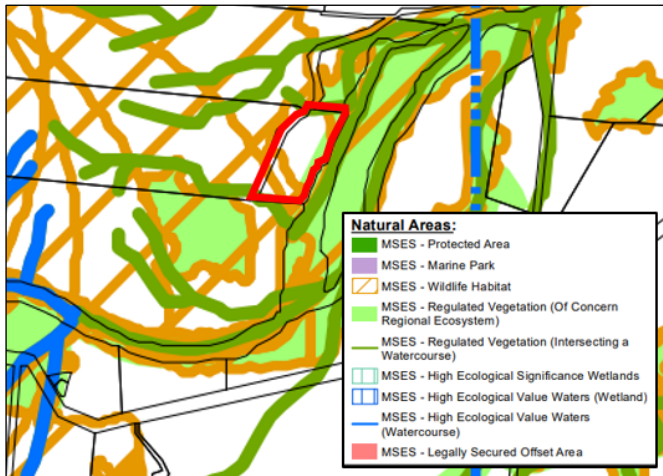 Natural Areas:
MSES - Protected Area
MSES - Marine Park
MSES - Wildlife Habitat
MSES - Regulated Vegetation (Of Concern
Regional Ecosystem)
MSES - Regulated Vegetation (Intersecting a
Watercourse)
MSES - High Ecological Significance Wetlands
MSES - High Ecological Value Waters (Wetland)
MSES - High Ecological Value Waters
(Watercourse)
MSES - Legally Secured Offset Area